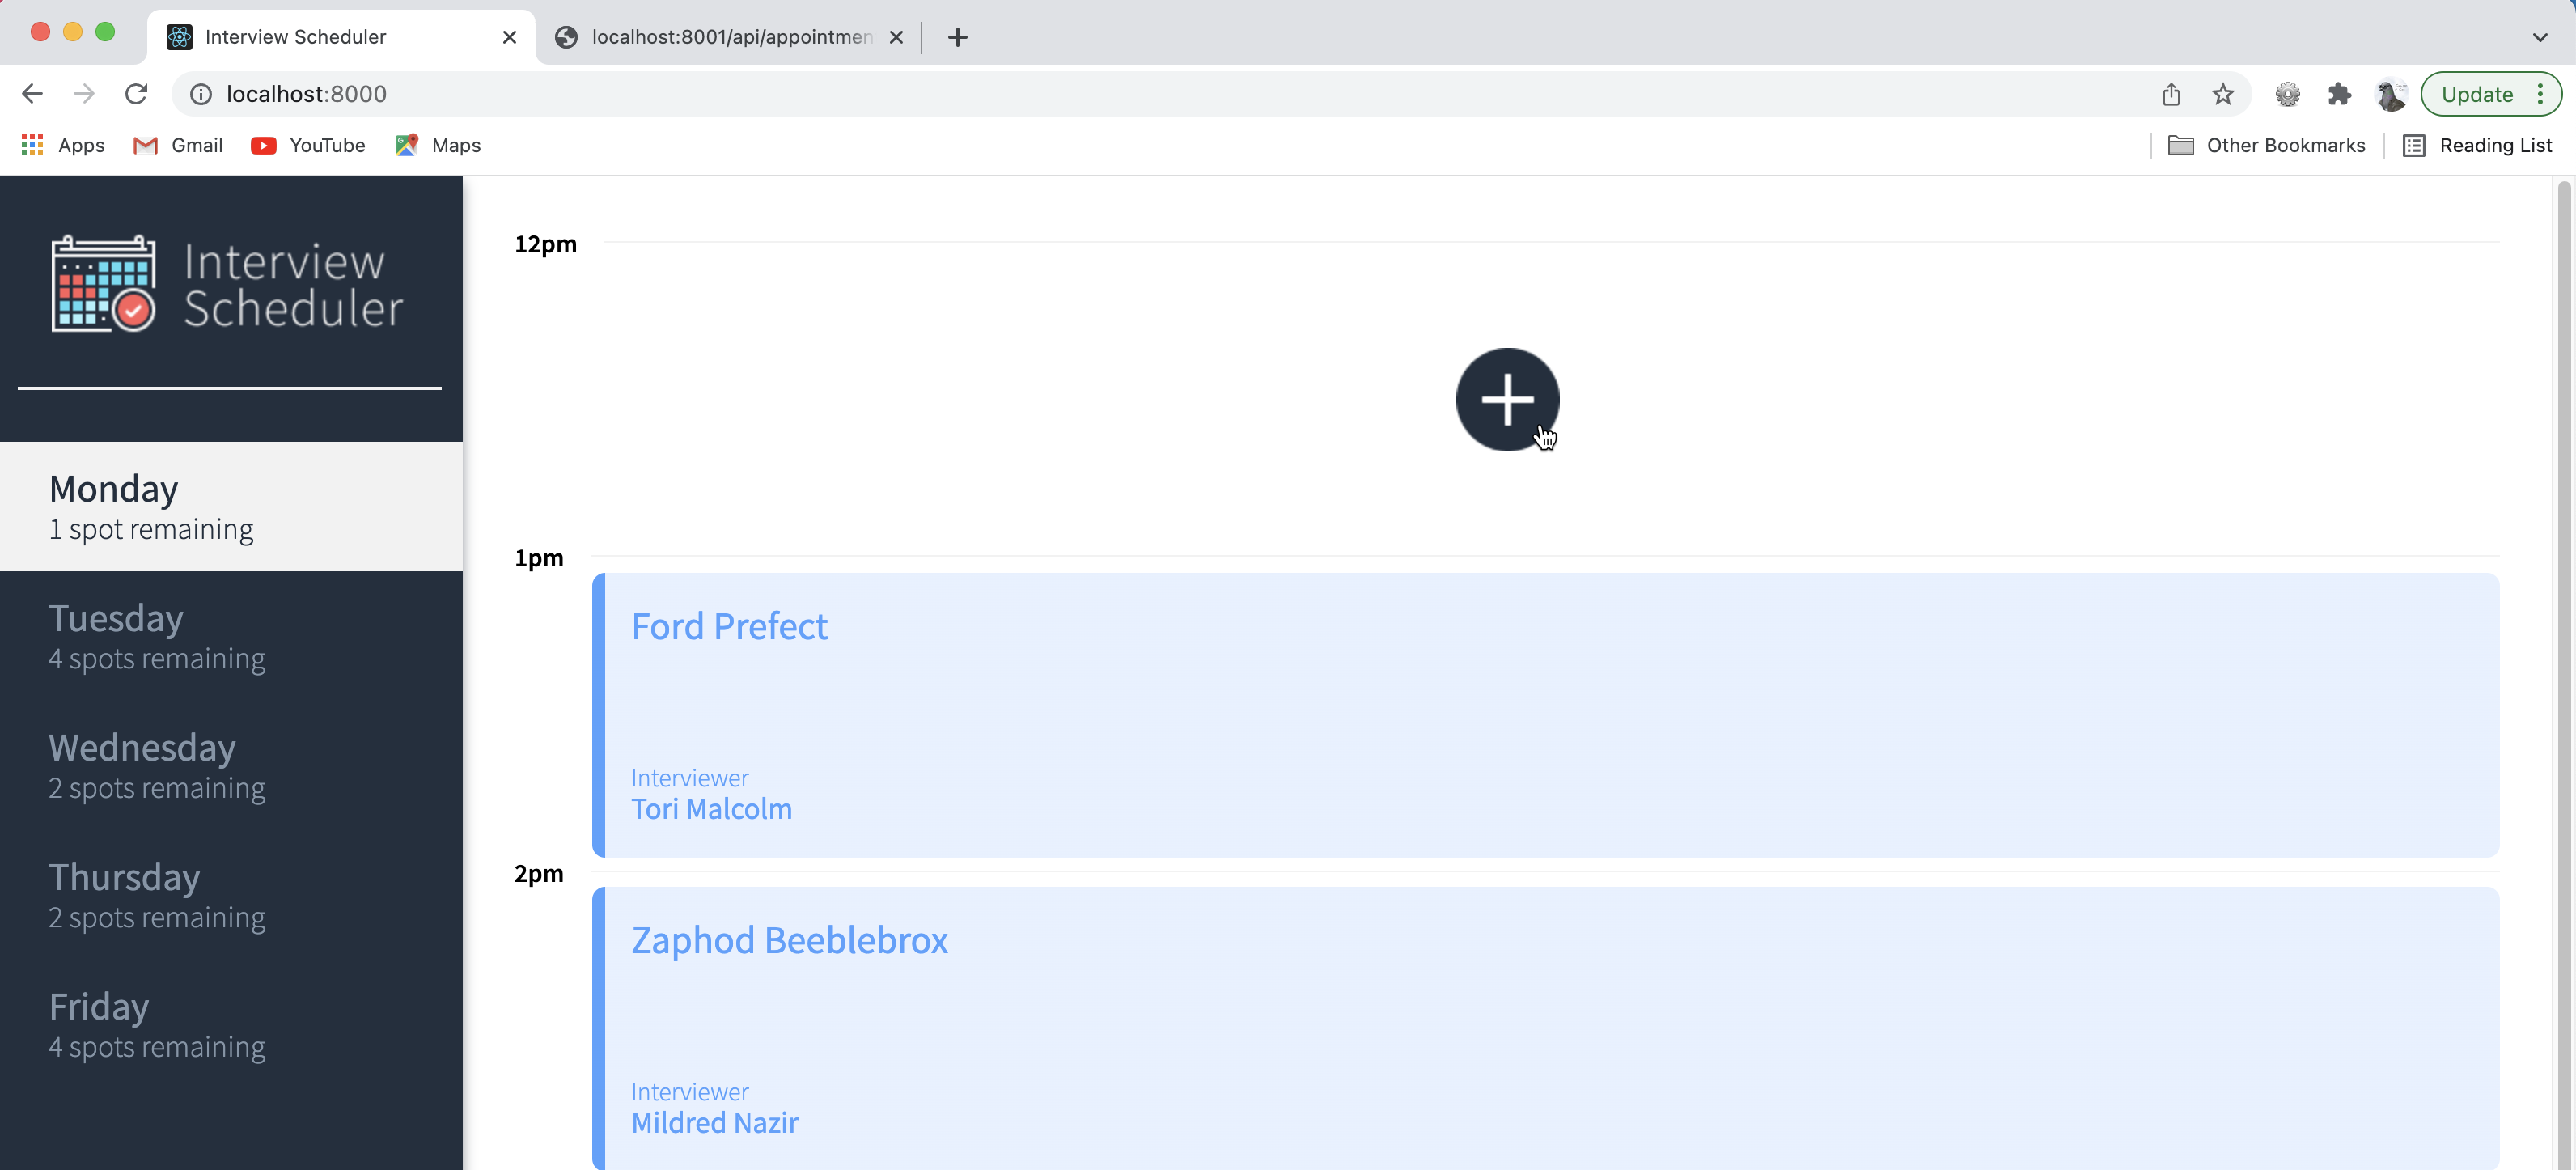 Interview Scheduler
localhost:8001/api/appointmen
localhost:8000
Update
Apps
Gmail
YouTube
Maps
Other Bookmarks
Reading List
Interview
Scheduler
Monday
1 spot remaining
Tuesday
4 spots remaining
Wednesday
2 spots remaining
Thursday
2 spots remaining
Friday
4 spots remaining
12pm
1pm
Ford Prefect
Interviewer
Tori Malcolm
2pm
Zaphod Beeblebrox
Interviewer
Mildred Nazir